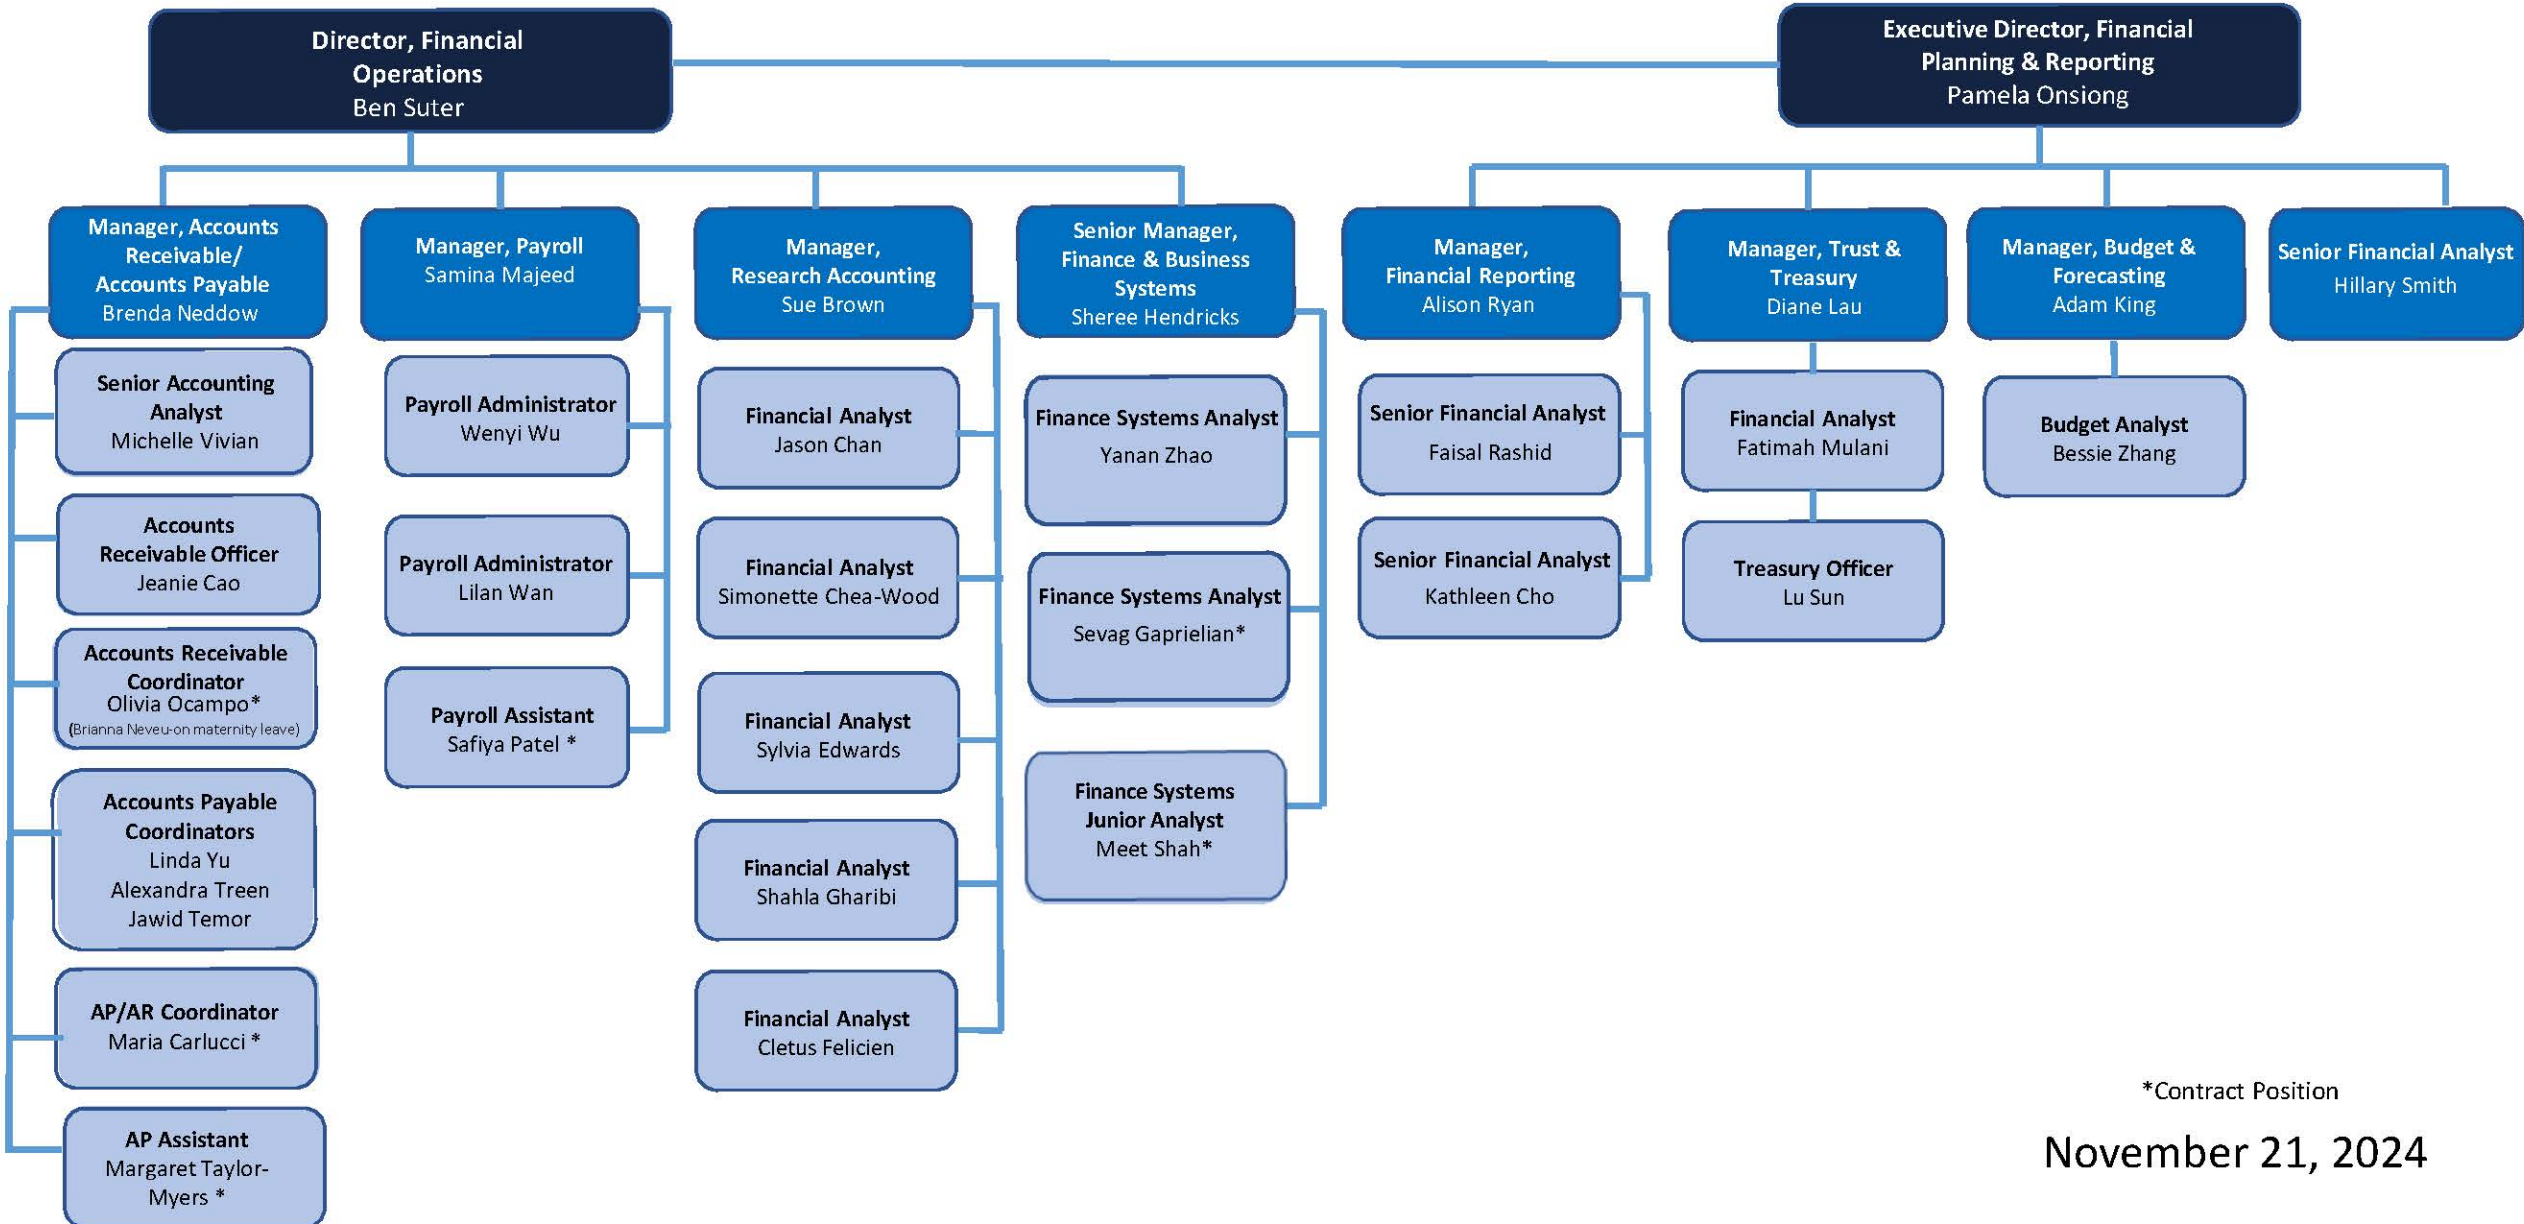 Director, Financial
Operations
Ben Suter
Executive Director, Financial
Planning & Reporting
Pamela Onsiong
Manager, Accounts
Receivable/
Accounts Payable
Brenda Neddow
Manager, Payroll
Samina Majeed
Manager,
Research Accounting
Sue Brown
Senior Manager,
Finance & Business
Systems
Sheree Hendricks
Manager,
Financial Reporting
Alison Ryan
Manager, Trust &
Treasury
Diane Lau
Manager, Budget &
Forecasting
Adam King
Senior Financial Analyst
Hillary Smith
Senior Accounting
Analyst
Michelle Vivian
Accounts
Receivable Officer
Jeanie Cao
Accounts Receivable
Coordinator
Olivia Ocampo*
(Brianna Neveu-on maternity leave)
Accounts Payable
Coordinators
Linda Yu
Alexandra Treen
Jawid Temor
AP/AR Coordinator
Maria Carlucci *
AP Assistant
Margaret Taylor-
Myers *
Payroll Administrator
Wenyi Wu
Payroll Administrator
Lilan Wan
Payroll Assistant
Safiya Patel *
Financial Analyst
Jason Chan
Financial Analyst
Simonette Chea-Wood
Financial Analyst
Sylvia Edwards
Financial Analyst
Shahla Gharibi
Financial Analyst
Cletus Felicien
Finance Systems Analyst
Yanan Zhao
Finance Systems Analyst
Sevag Gaprielian*
Finance Systems
Junior Analyst
Meet Shah*
Senior Financial Analyst
Faisal Rashid
Senior Financial Analyst
Kathleen Cho
Financial Analyst
Fatimah Mulani
Treasury Officer
Lu Sun
Budget Analyst
Bessie Zhang
*Contract Position
November 21, 2024